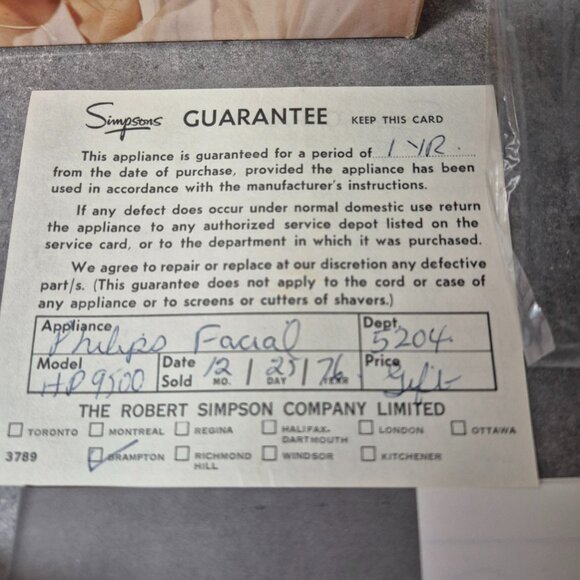 Simpsons GUARANTEE KEEP THIS CARD
This appliance is guaranteed for a period of 1 YR.
from the date of purchase, provided the appliance has been
used in accordance with the manufacturer's instructions.
If any defect does occur under normal domestic use return
the appliance to any authorized service depot listed on the
service card, or to the department in which it was purchased.
We agree to repair or replace at our discretion any defective
part/s. (This guarantee does not apply to the cord or case of
any appliance or to screens or cutters of shavers.)
Appliance Philips Facial Dept. 5204.
Model HP9500 Date Sold 12 MO. 25 DAY 76 YEAR Price Gift
THE ROBERT SIMPSON COMPANY LIMITED
TORONTO MONTREAL REGINA HALIFAX-DARTMOUTH LONDON OTTAWA
3789 BRAMPTON RICHMOND HILL WINDSOR KITCHENER